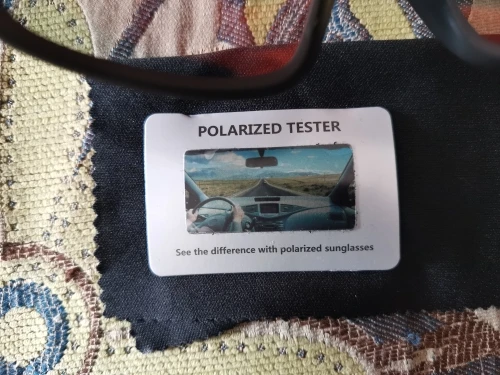 POLARIZED TESTER
See the difference with polarized sunglasses